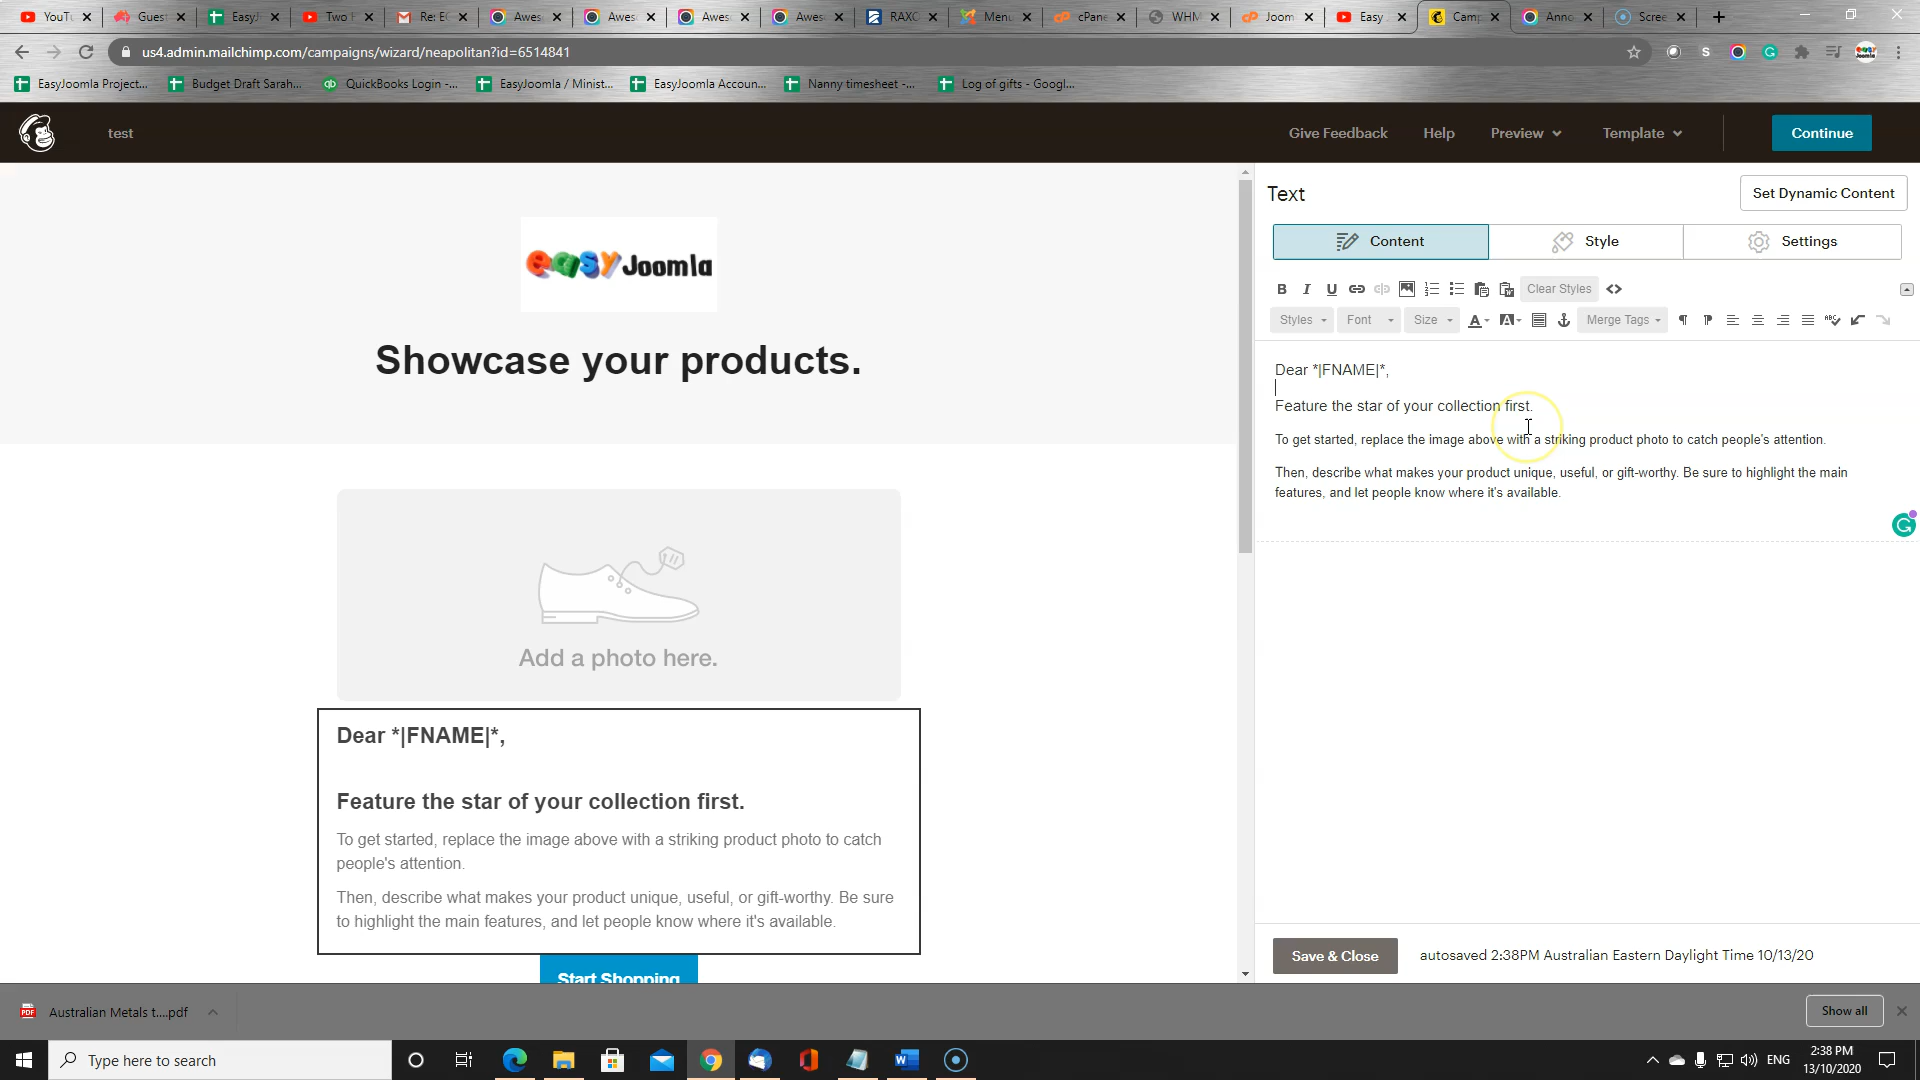 YouTu
Guest
EasyJ
Two F
Re: EC
Awes
Awes
Awes
Awes
RAXC
Menu
cPane
WHM
Joom
Easy
Camp
Anno
Scree
us4.admin.mailchimp.com/campaigns/wizard/neapolitan?id=6514841
EasyJoomla Project...
Budget Draft Sarah...
QuickBooks Login -...
EasyJoomla / Minist...
EasyJoomla Accoun...
Nanny timesheet -...
Log of gifts - Googl...
test
Give Feedback
Help
Preview
Template
Continue
easy Joomla
Showcase your products.
Add a photo here.
Dear *|FNAME|*,
Feature the star of your collection first.
To get started, replace the image above with a striking product photo to catch
people's attention.
Then, describe what makes your product unique, useful, or gift-worthy. Be sure
to highlight the main features, and let people know where it's available.
Start Shopping
Text
Set Dynamic Content
Content
Style
Settings
B I U
Clear Styles
Styles
Font
Size
A
A
Merge Tags
Dear *|FNAME|*,
Feature the star of your collection first.
To get started, replace the image above with a striking product photo to catch people's attention.
Then, describe what makes your product unique, useful, or gift-worthy. Be sure to highlight the main
features, and let people know where it's available.
Save & Close
autosaved 2:38PM Australian Eastern Daylight Time 10/13/20
Australian Metals t....pdf
Show all
Type here to search
ENG
2:38 PM
13/10/2020